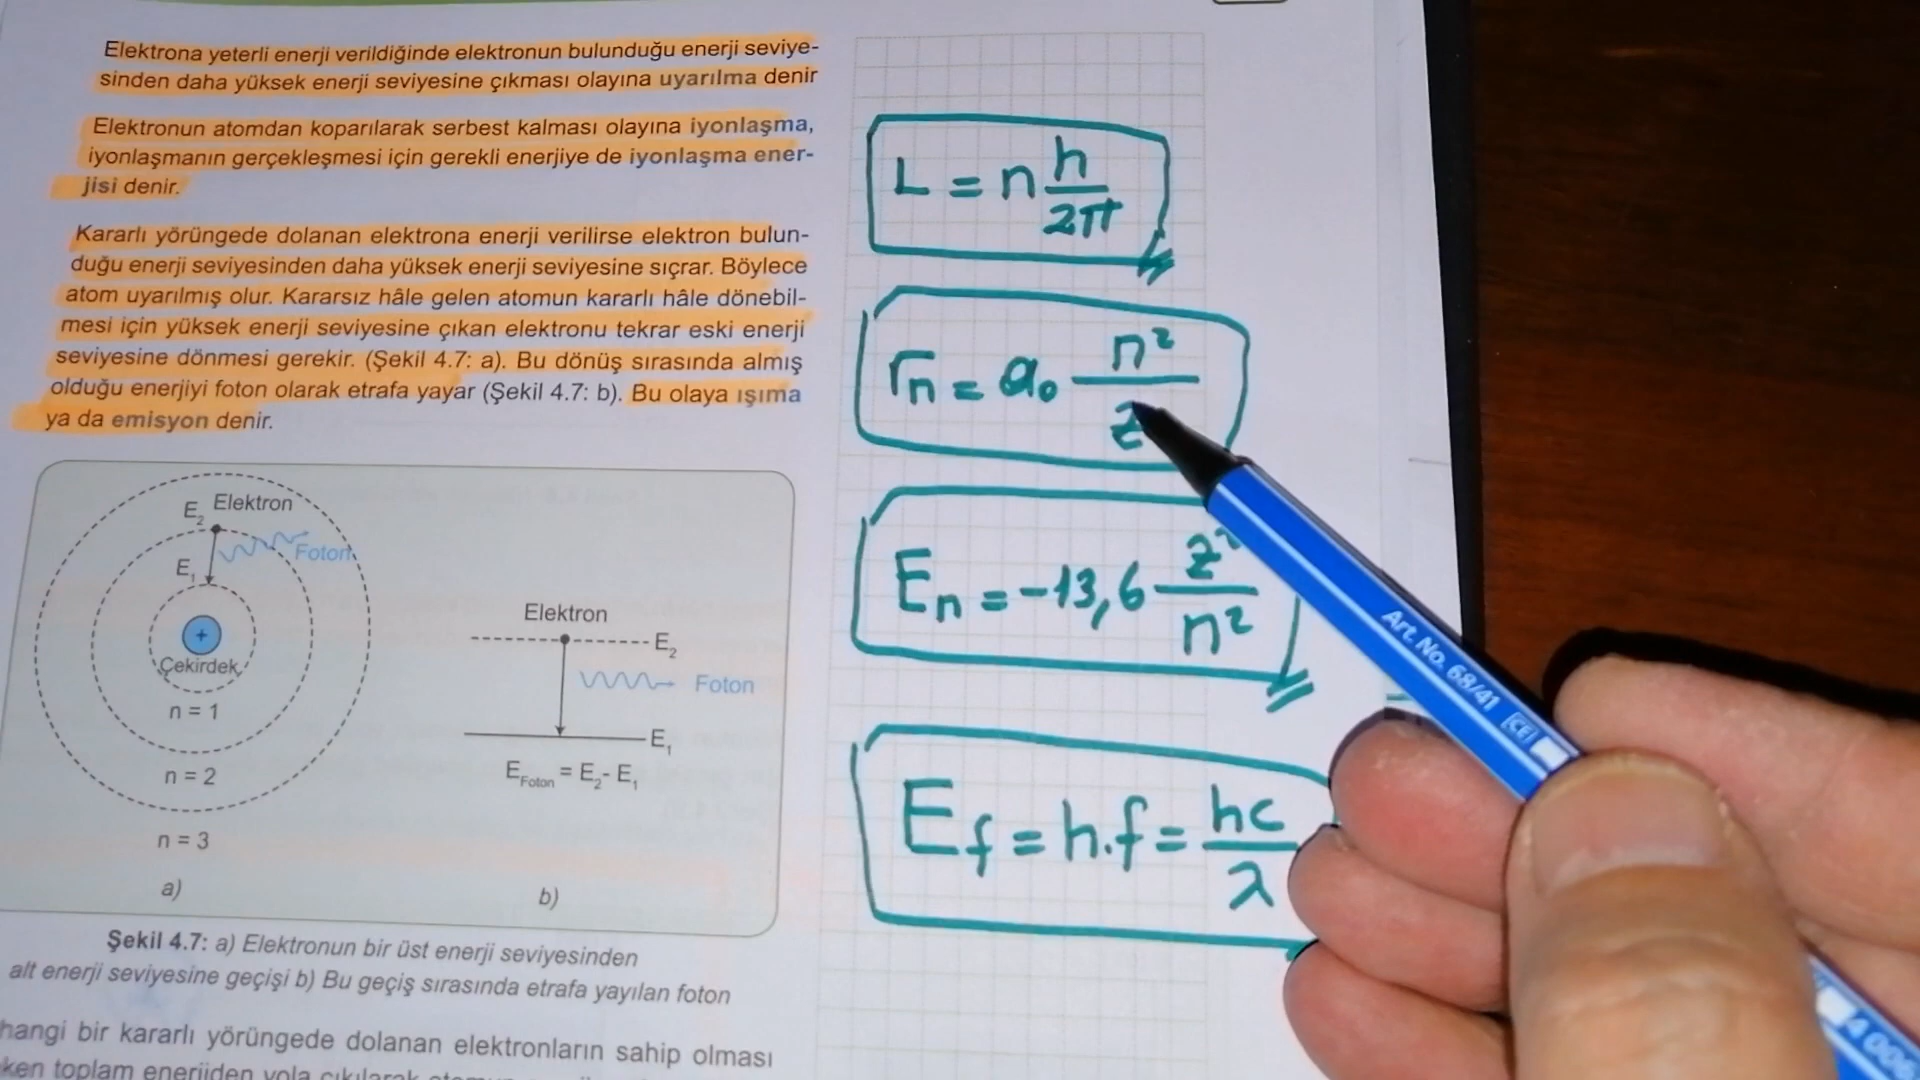 Elektrona yeterli enerji verildiğinde elektronun bulunduğu enerji seviye-
sinden daha yüksek enerji seviyesine çıkması olayına uyarılma denir
Elektronun atomdan koparılarak serbest kalması olayına iyonlaşma,
iyonlaşmanın gerçekleşmesi için gerekli enerjiye de iyonlaşma ener-
jisi denir.
Kararlı yörüngede dolanan elektrona enerji verilirse elektron bulun-
duğu enerji seviyesinden daha yüksek enerji seviyesine sıçrar. Böylece
atom uyarılmış olur. Kararsız hâle gelen atomun kararlı hâle dönebil-
mesi için yüksek enerji seviyesine çıkan elektronu tekrar eski enerji
seviyesine dönmesi gerekir. (Şekil 4.7: a). Bu dönüş sırasında almış
olduğu enerjiyi foton olarak etrafa yayar (Şekil 4.7: b). Bu olaya ışıma
ya da emisyon denir.
E₂ Elektron
Foton
E₁
+
Çekirdek
n = 1
n = 2
n = 3
a)
Elektron
E₂
Foton
E₁
E_Foton = E₂- E₁
b)
Şekil 4.7: a) Elektronun bir üst enerji seviyesinden
alt enerji seviyesine geçişi b) Bu geçiş sırasında etrafa yayılan foton
hangi bir kararlı yörüngede dolanan elektronların sahip olması
ken toplam enerjiden yola çıkılarak
L = n h/2π
rn = a₀ n²/z
En = -13,6 z²/n²
Ef = h.f = hc/λ
Art. No. 68/41 CE